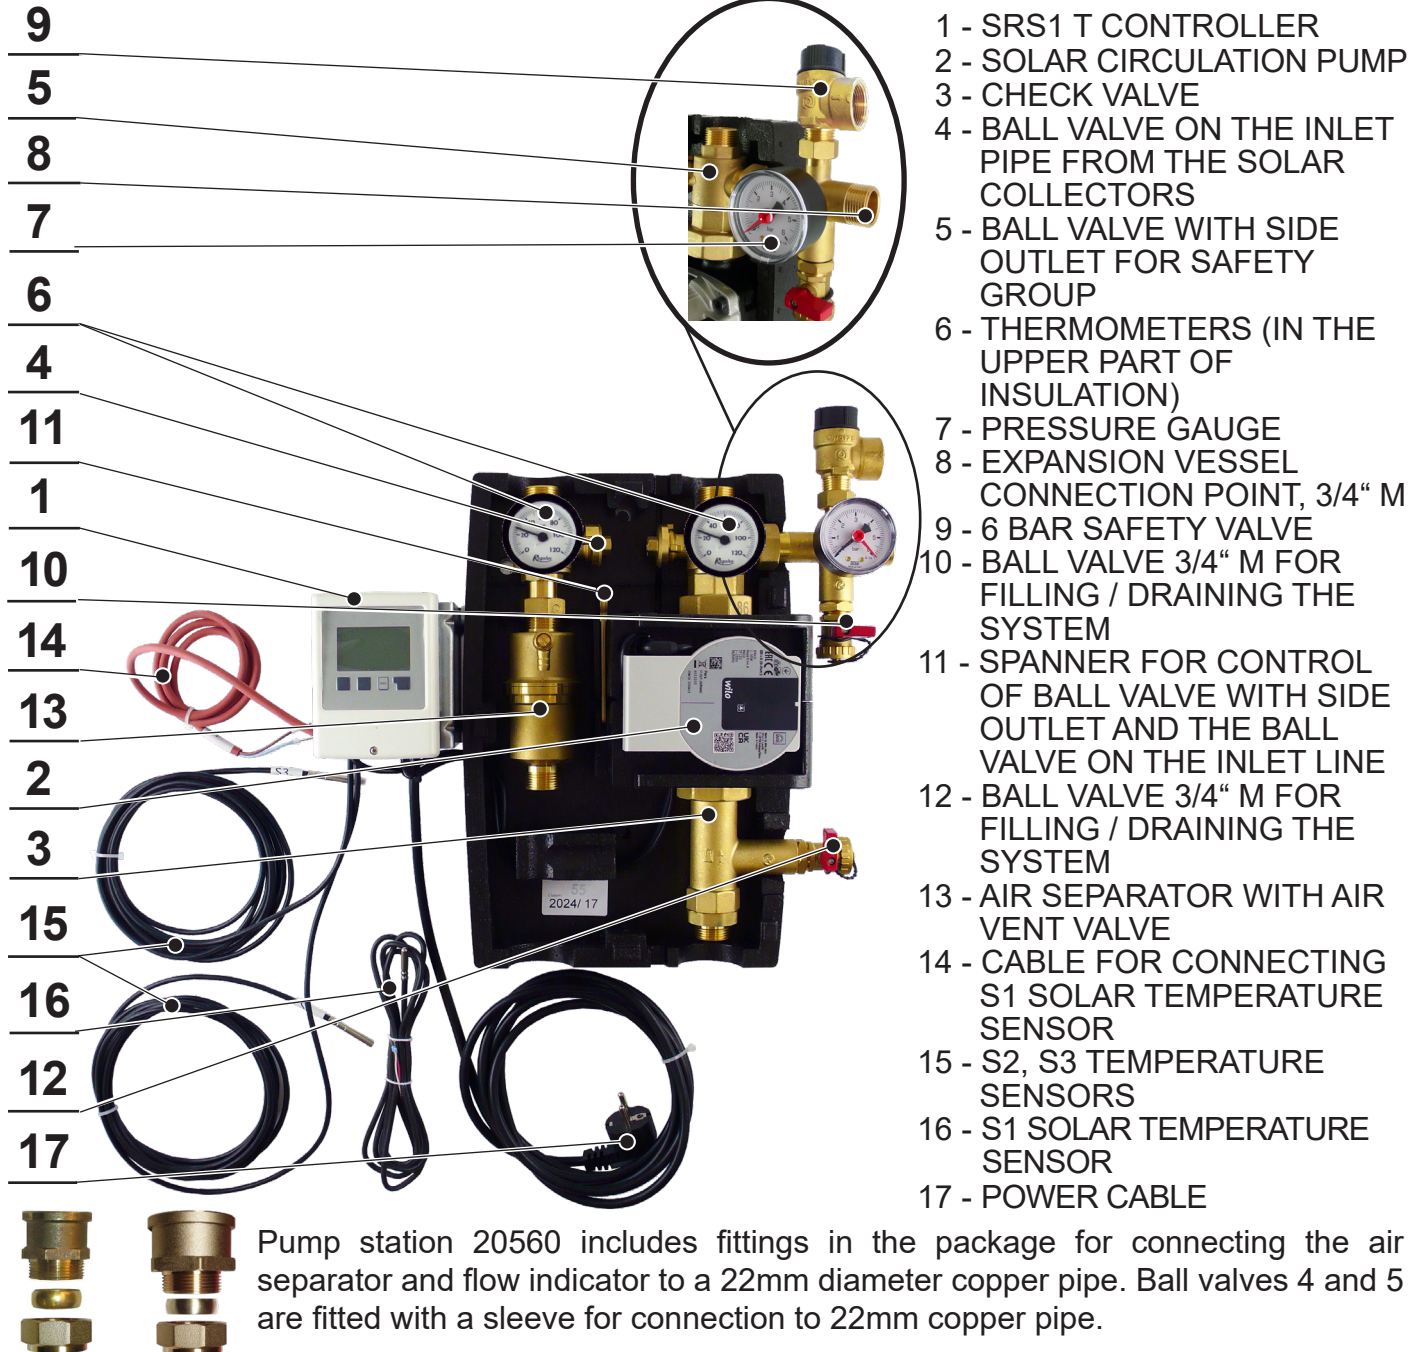 9
5
8
7
6
4
11
1
10
14
13
2
3
15
16
12
17
1 - SRS1 T CONTROLLER
2 - SOLAR CIRCULATION PUMP
3 - CHECK VALVE
4 - BALL VALVE ON THE INLET
PIPE FROM THE SOLAR
COLLECTORS
5 - BALL VALVE WITH SIDE
OUTLET FOR SAFETY
GROUP
6 - THERMOMETERS (IN THE
UPPER PART OF
INSULATION)
7 - PRESSURE GAUGE
8 - EXPANSION VESSEL
CONNECTION POINT, 3/4“ M
9 - 6 BAR SAFETY VALVE
10 - BALL VALVE 3/4“ M FOR
FILLING / DRAINING THE
SYSTEM
11 - SPANNER FOR CONTROL
OF BALL VALVE WITH SIDE
OUTLET AND THE BALL
VALVE ON THE INLET LINE
12 - BALL VALVE 3/4“ M FOR
FILLING / DRAINING THE
SYSTEM
13 - AIR SEPARATOR WITH AIR
VENT VALVE
14 - CABLE FOR CONNECTING
S1 SOLAR TEMPERATURE
SENSOR
15 - S2, S3 TEMPERATURE
SENSORS
16 - S1 SOLAR TEMPERATURE
SENSOR
17 - POWER CABLE
wilo
55
2024/ 17
S3
Pump station 20560 includes fittings in the package for connecting the air
separator and flow indicator to a 22mm diameter copper pipe. Ball valves 4 and 5
are fitted with a sleeve for connection to 22mm copper pipe.